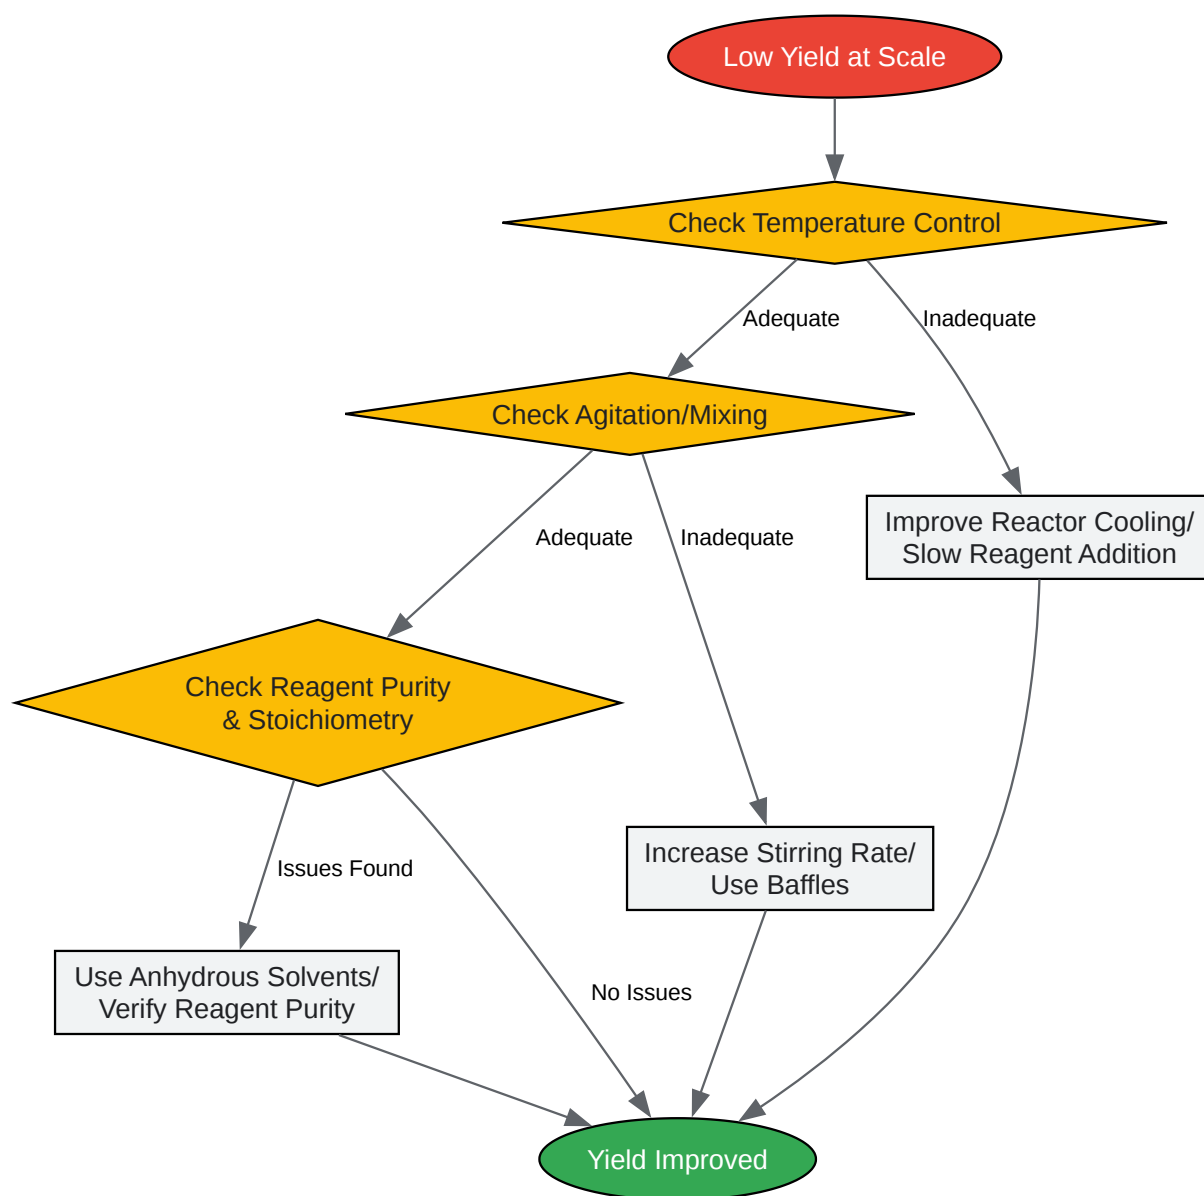 Low Yield at Scale
Check Temperature Control
Adequate
Inadequate
Check Agitation/Mixing
Improve Reactor Cooling/
Slow Reagent Addition
Adequate
Inadequate
Check Reagent Purity
& Stoichiometry
Increase Stirring Rate/
Use Baffles
Issues Found
Use Anhydrous Solvents/
Verify Reagent Purity
No Issues
Yield Improved